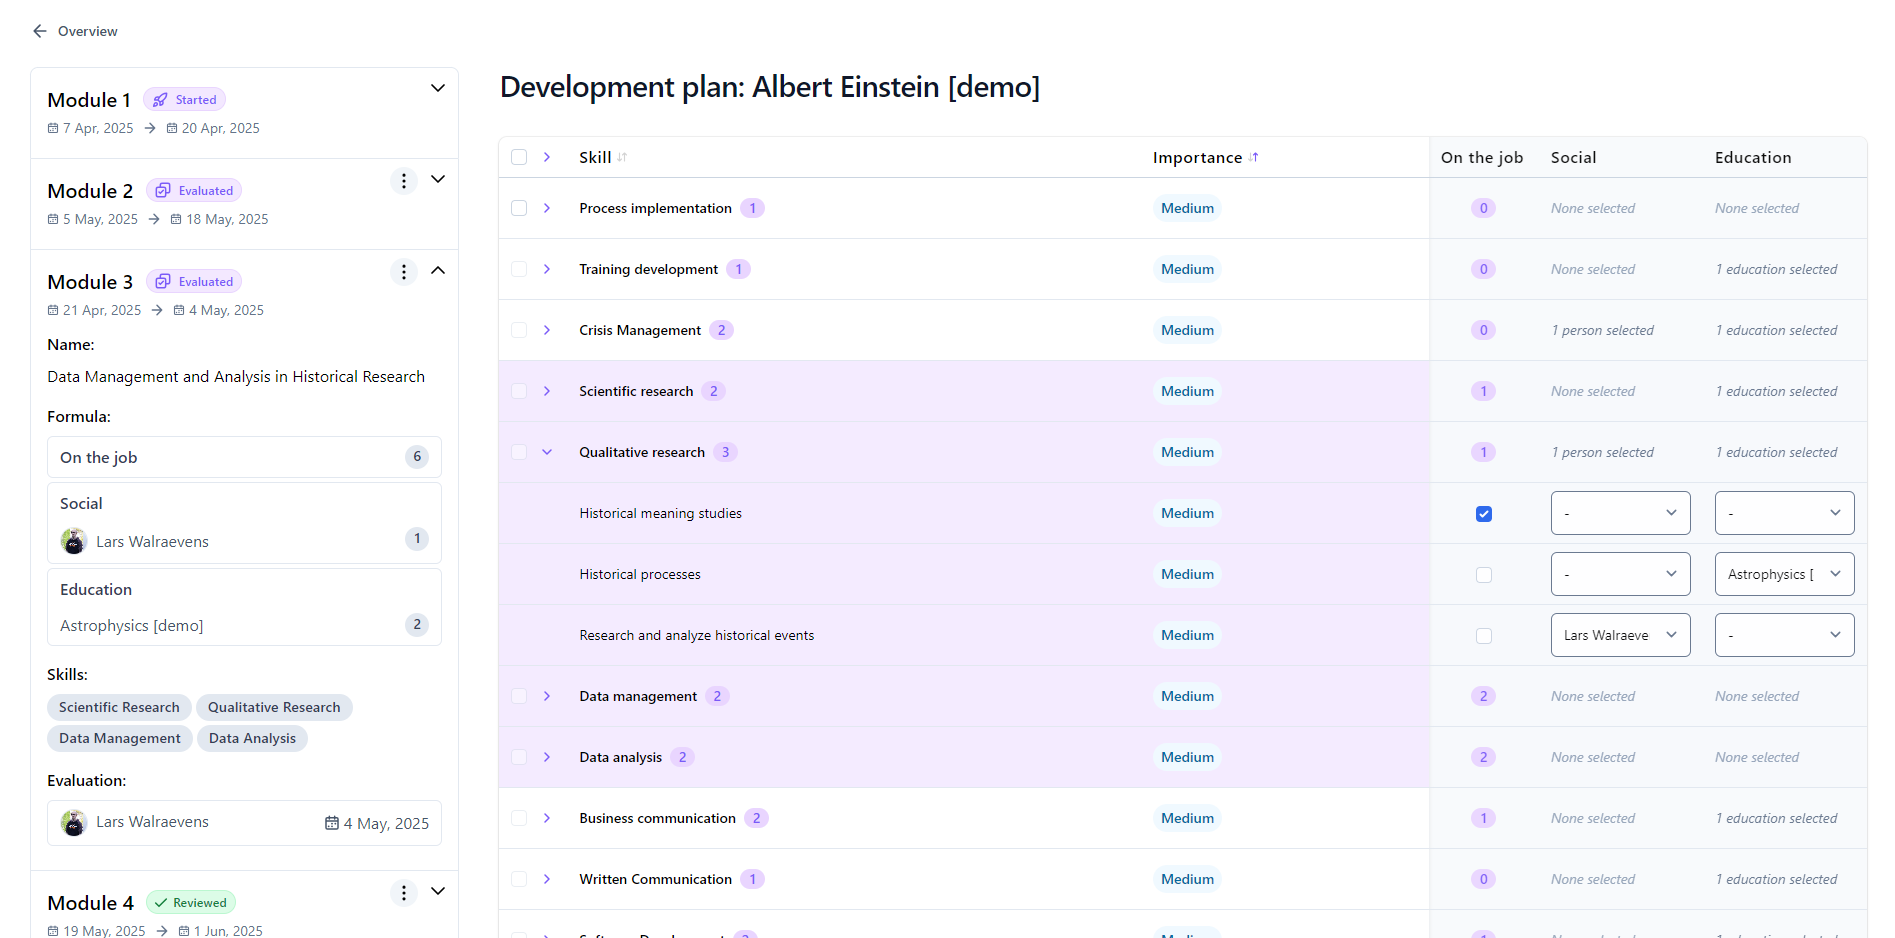 Overview
Module 1 Started
7 Apr, 2025 → 20 Apr, 2025
Module 2 Evaluated
5 May, 2025 → 18 May, 2025
Module 3 Evaluated
21 Apr, 2025 → 4 May, 2025
Name:
Data Management and Analysis in Historical Research
Formula:
On the job 6
Social
Lars Walraevens 1
Education
Astrophysics [demo] 2
Skills:
Scientific Research Qualitative Research
Data Management Data Analysis
Evaluation:
Lars Walraevens 4 May, 2025
Module 4 Reviewed
19 May, 2025 → 1 Jun, 2025
Development plan: Albert Einstein [demo]
Skill Importance On the job Social Education
Process implementation 1 Medium 0 None selected None selected
Training development 1 Medium 0 None selected 1 education selected
Crisis Management 2 Medium 0 1 person selected 1 education selected
Scientific research 2 Medium 1 None selected 1 education selected
Qualitative research 3 Medium 1 1 person selected 1 education selected
Historical meaning studies Medium - -
Historical processes Medium - Astrophysics [
Research and analyze historical events Medium Lars Walraeve -
Data management 2 Medium 2 None selected None selected
Data analysis 2 Medium 2 None selected None selected
Business communication 2 Medium 1 None selected 1 education selected
Written Communication 1 Medium 0 None selected 1 education selected